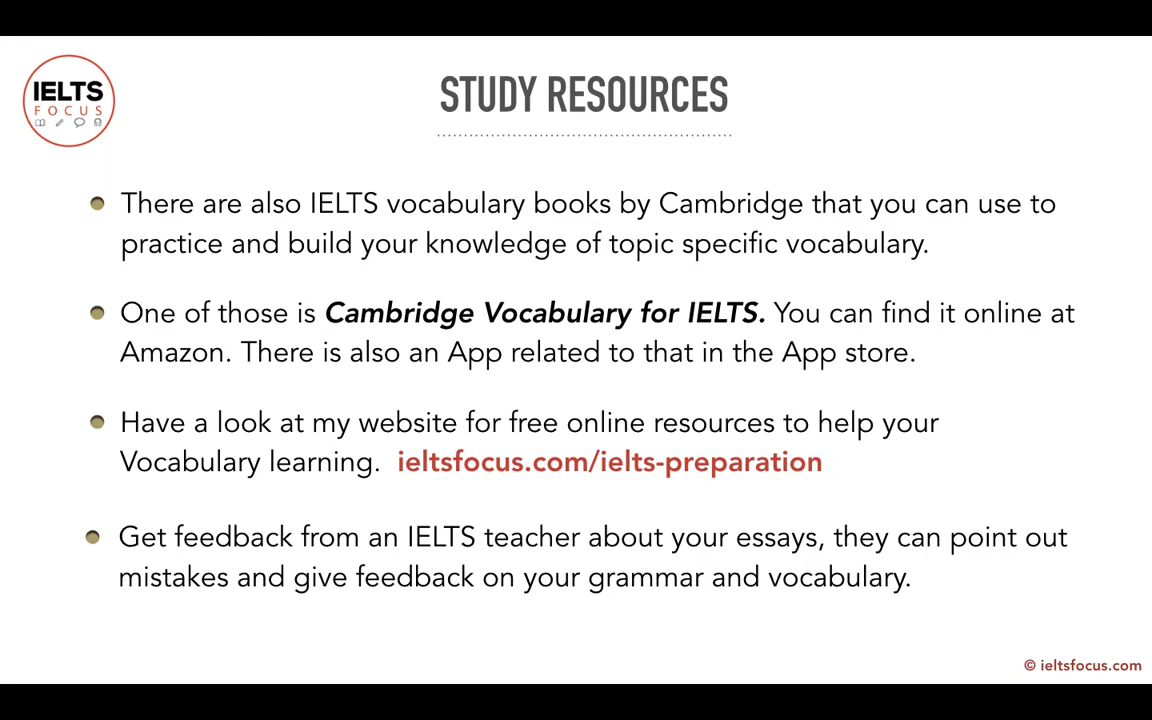 IELTS
FOCUS
STUDY RESOURCES
There are also IELTS vocabulary books by Cambridge that you can use to
practice and build your knowledge of topic specific vocabulary.
One of those is Cambridge Vocabulary for IELTS. You can find it online at
Amazon. There is also an App related to that in the App store.
Have a look at my website for free online resources to help your
Vocabulary learning. ieltsfocus.com/ielts-preparation
Get feedback from an IELTS teacher about your essays, they can point out
mistakes and give feedback on your grammar and vocabulary.
© ieltsfocus.com